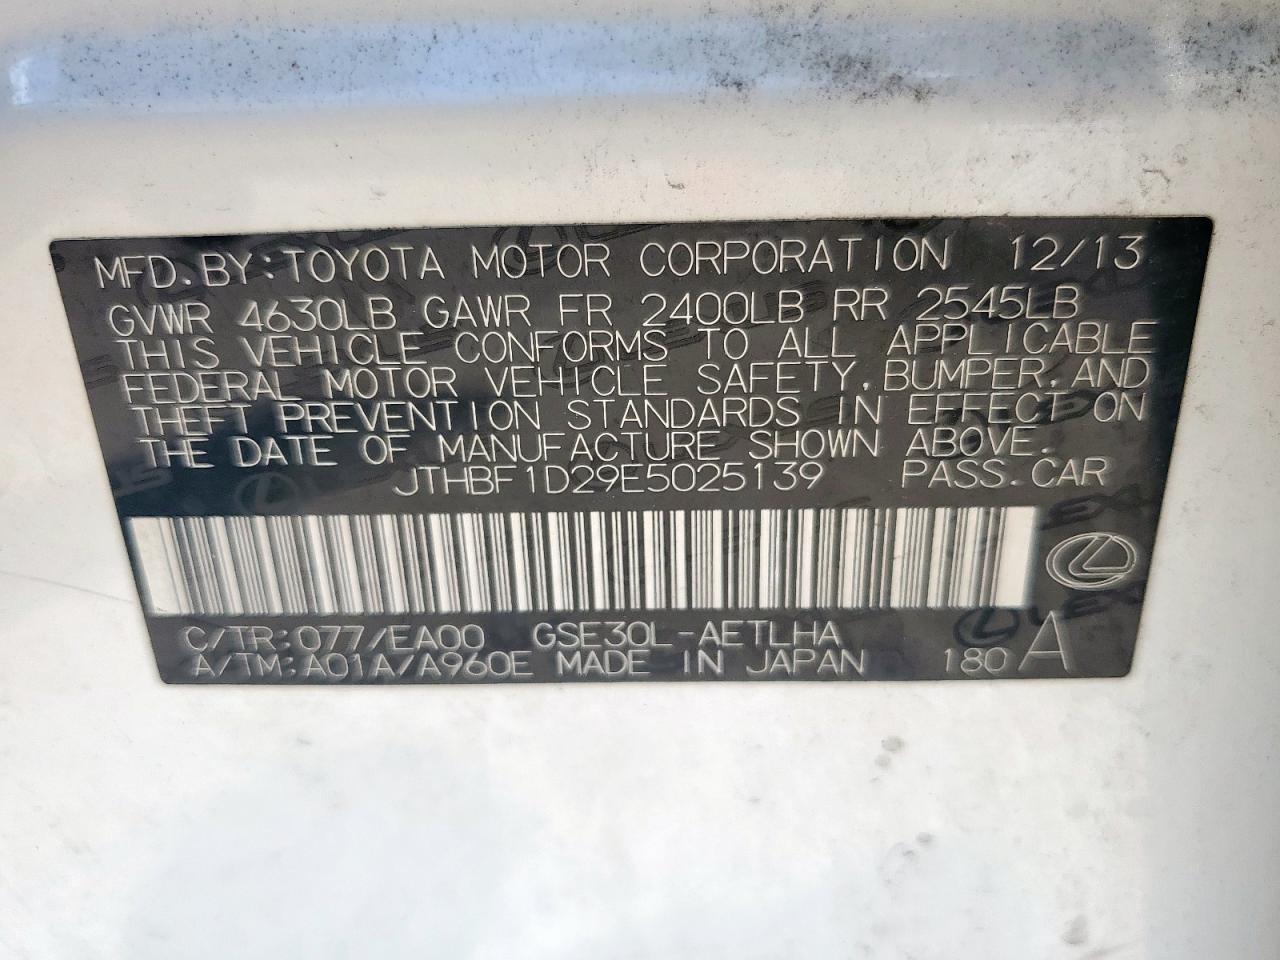 MFD. BY: TOYOTA MOTOR CORPORATION 12/13
GVWR 4630LB GAWR FR 2400LB RR 2545LB
THIS VEHICLE CONFORMS TO ALL APPLICABLE
FEDERAL MOTOR VEHICLE SAFETY, BUMPER, AND
THEFT PREVENTION STANDARDS IN EFFECT ON
THE DATE OF MANUFACTURE SHOWN ABOVE.
JTHBF1D29E5025139 PASS. CAR
C/TR: 077/EA00 GSE30L-AETLHA
A/TM: A01A/A960E MADE IN JAPAN 180 A